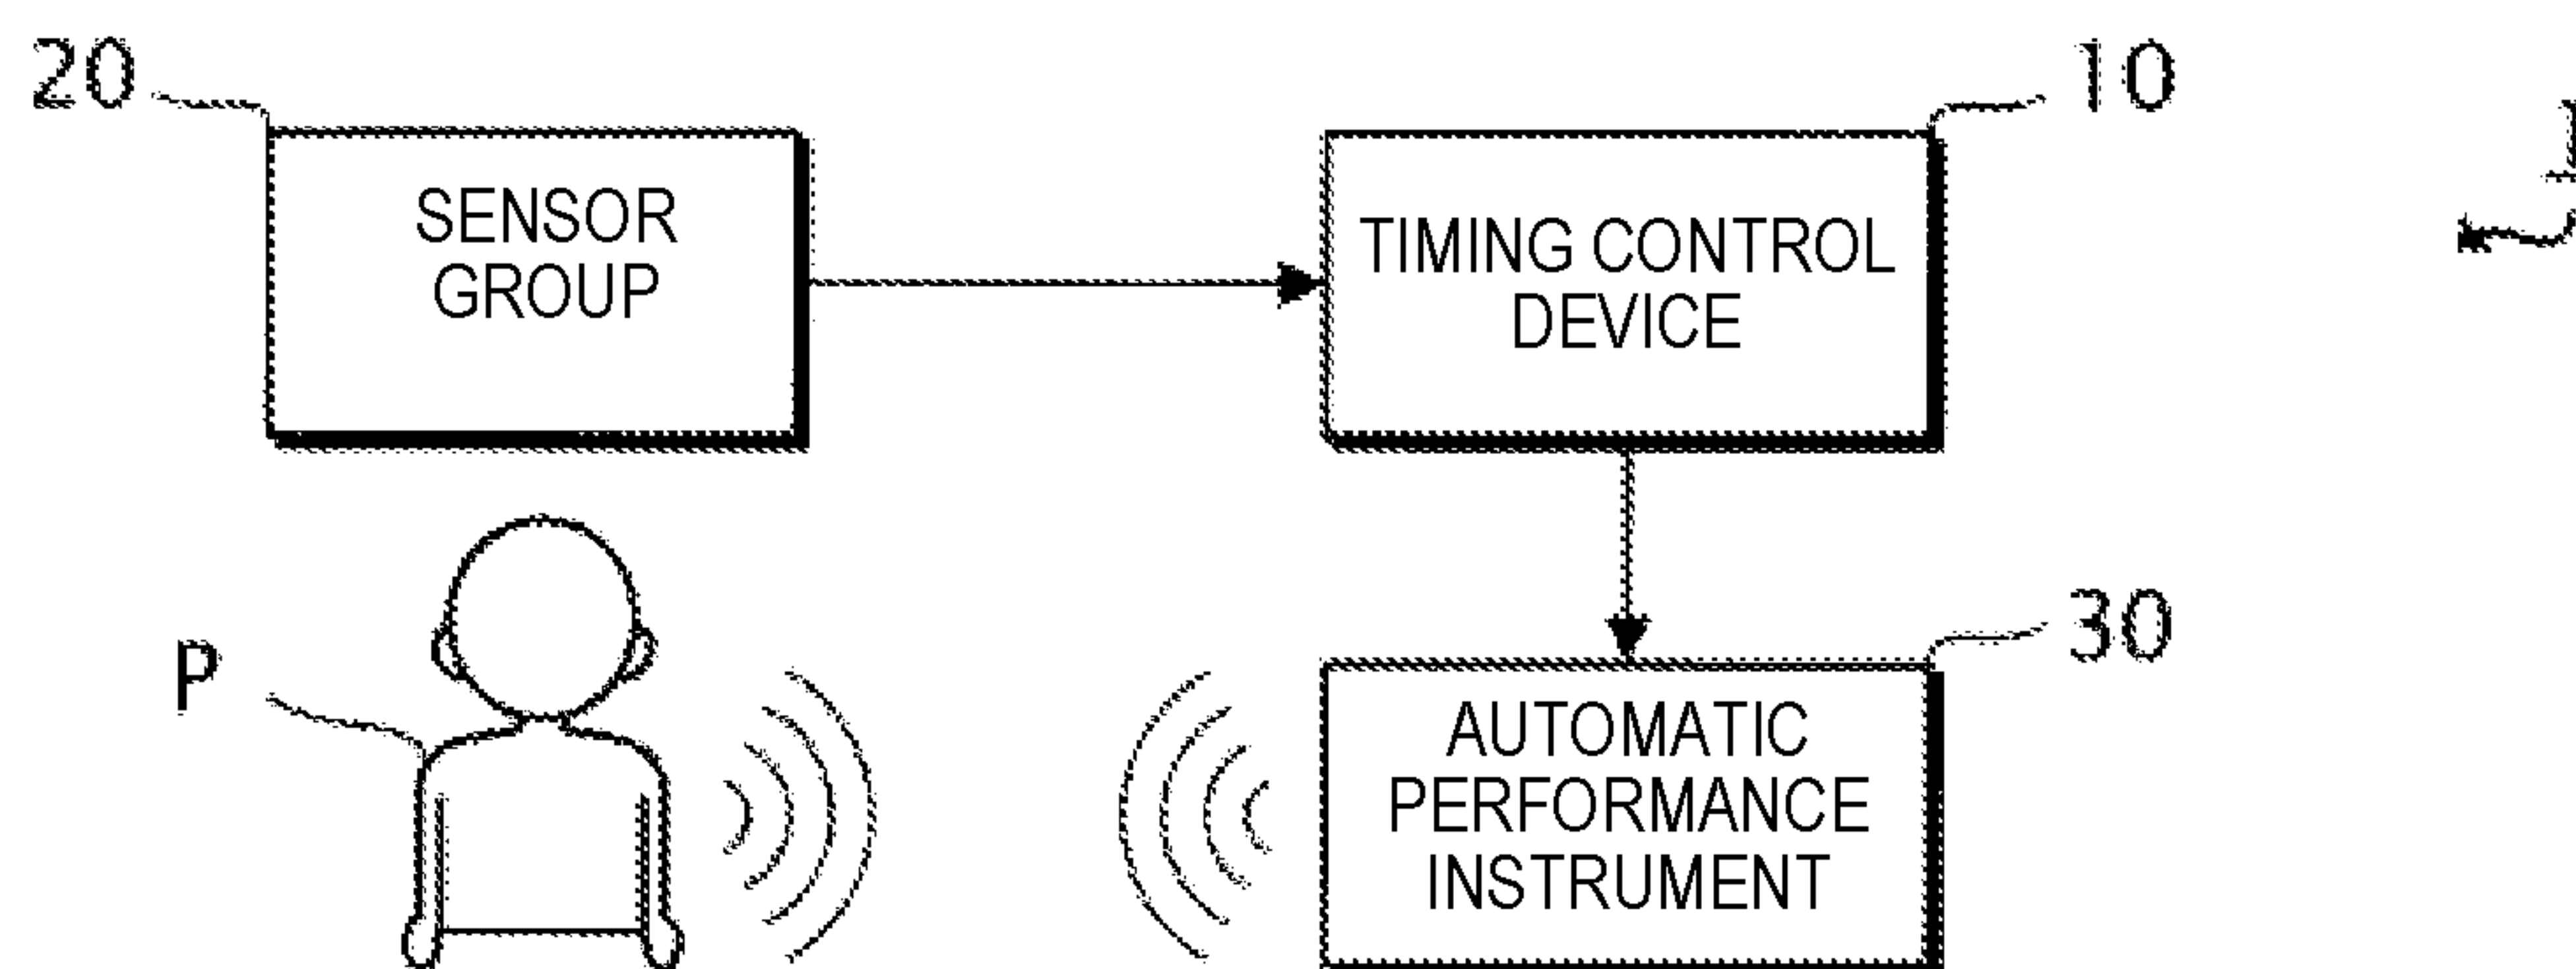 20
10
SENSOR
GROUP
TIMING CONTROL
DEVICE
P
30
AUTOMATIC
PERFORMANCE
INSTRUMENT